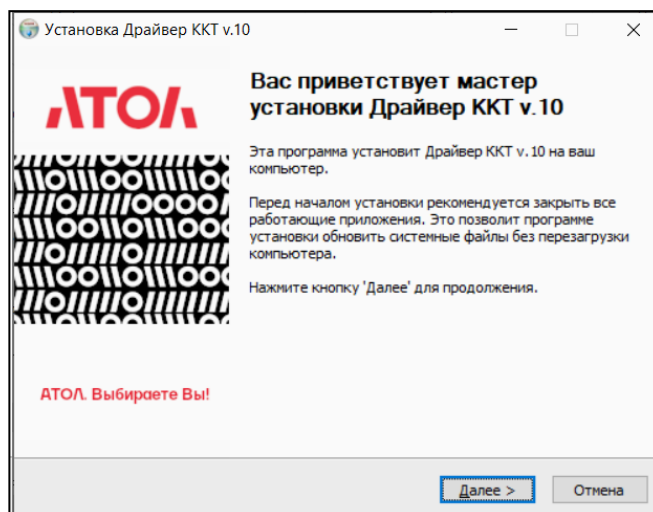 Установка Драйвер ККТ v.10
АТОЛ
Вас приветствует мастер
установки Драйвер ККТ v.10
Эта программа установит Драйвер ККТ v.10 на ваш
компьютер.
Перед началом установки рекомендуется закрыть все
работающие приложения. Это позволит программе
установки обновить системные файлы без перезагрузки
компьютера.
Нажмите кнопку 'Далее' для продолжения.
АТОЛ. Выбираете Вы!
Далее >
Отмена